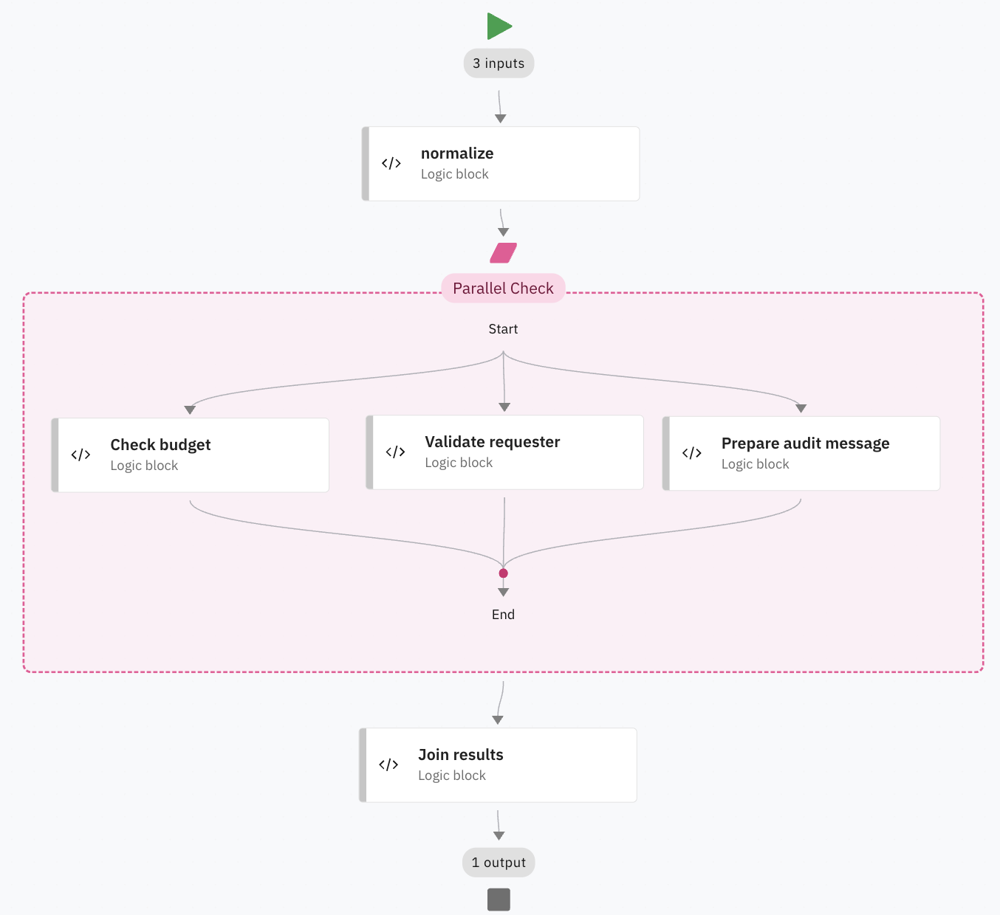 3 inputs
normalize
Logic block
Parallel Check
Start
Check budget
Logic block
Validate requester
Logic block
Prepare audit message
Logic block
End
Join results
Logic block
1 output